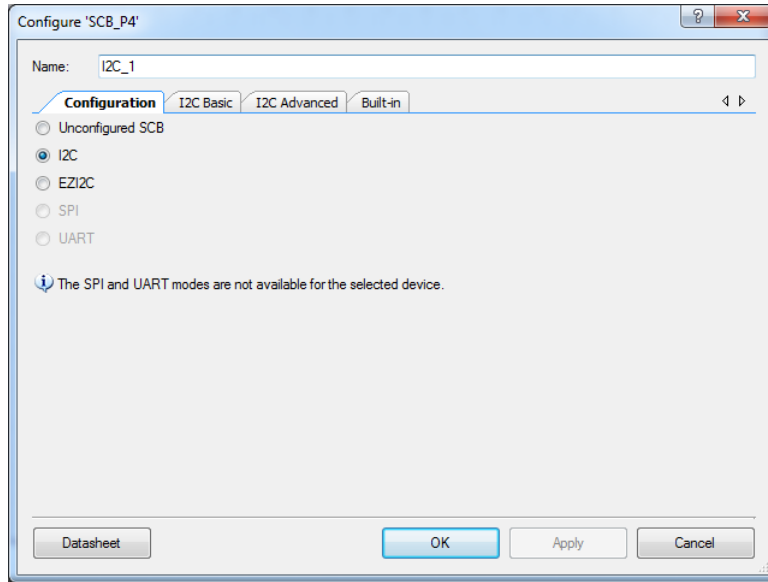 Configure 'SCB_P4'
Name: I2C_1
Configuration I2C Basic I2C Advanced Built-in
Unconfigured SCB
I2C
EZI2C
SPI
UART
The SPI and UART modes are not available for the selected device.
Datasheet OK Apply Cancel